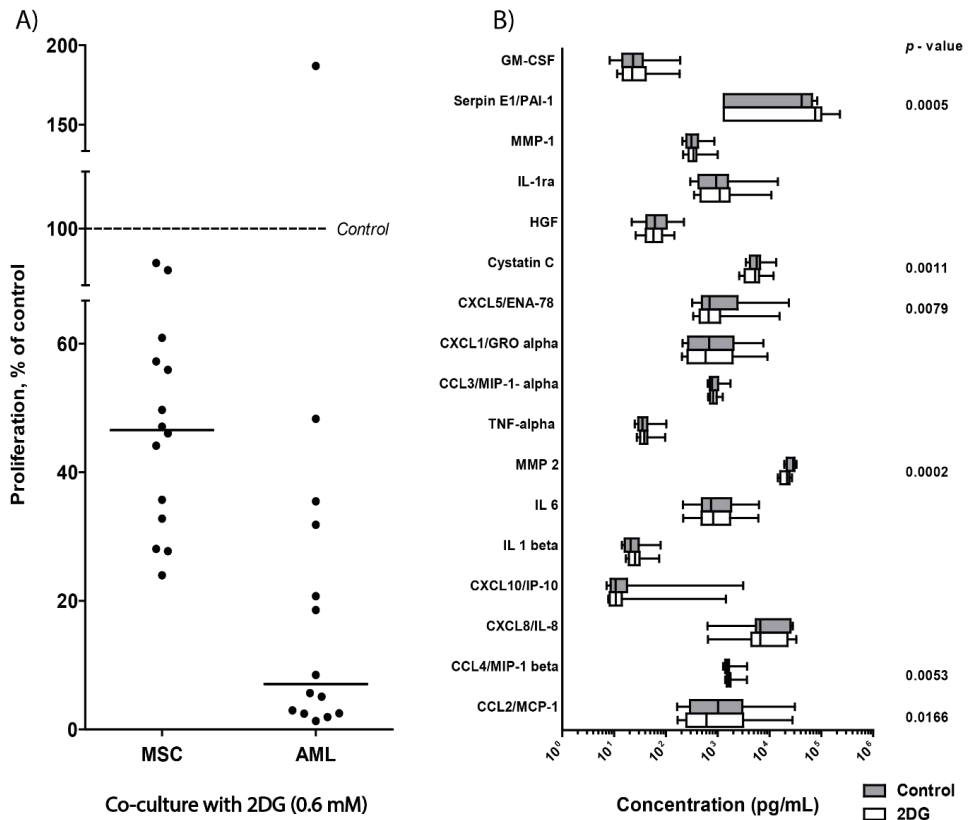 A)
Proliferation, % of control
200
150
100
60
40
20
0
Control
MSC
AML
Co-culture with 2DG (0.6 mM)
B)
p - value
GM-CSF
Serpin E1/PAI-1
0.0005
MMP-1
IL-1ra
HGF
Cystatin C
0.0011
CXCL5/ENA-78
0.0079
CXCL1/GRO alpha
CCL3/MIP-1- alpha
TNF-alpha
MMP 2
0.0002
IL 6
IL 1 beta
CXCL10/IP-10
CXCL8/IL-8
CCL4/MIP-1 beta
0.0053
CCL2/MCP-1
0.0166
10⁰
10¹
10²
10³
10⁴
10⁵
10⁶
Concentration (pg/mL)
Control
2DG